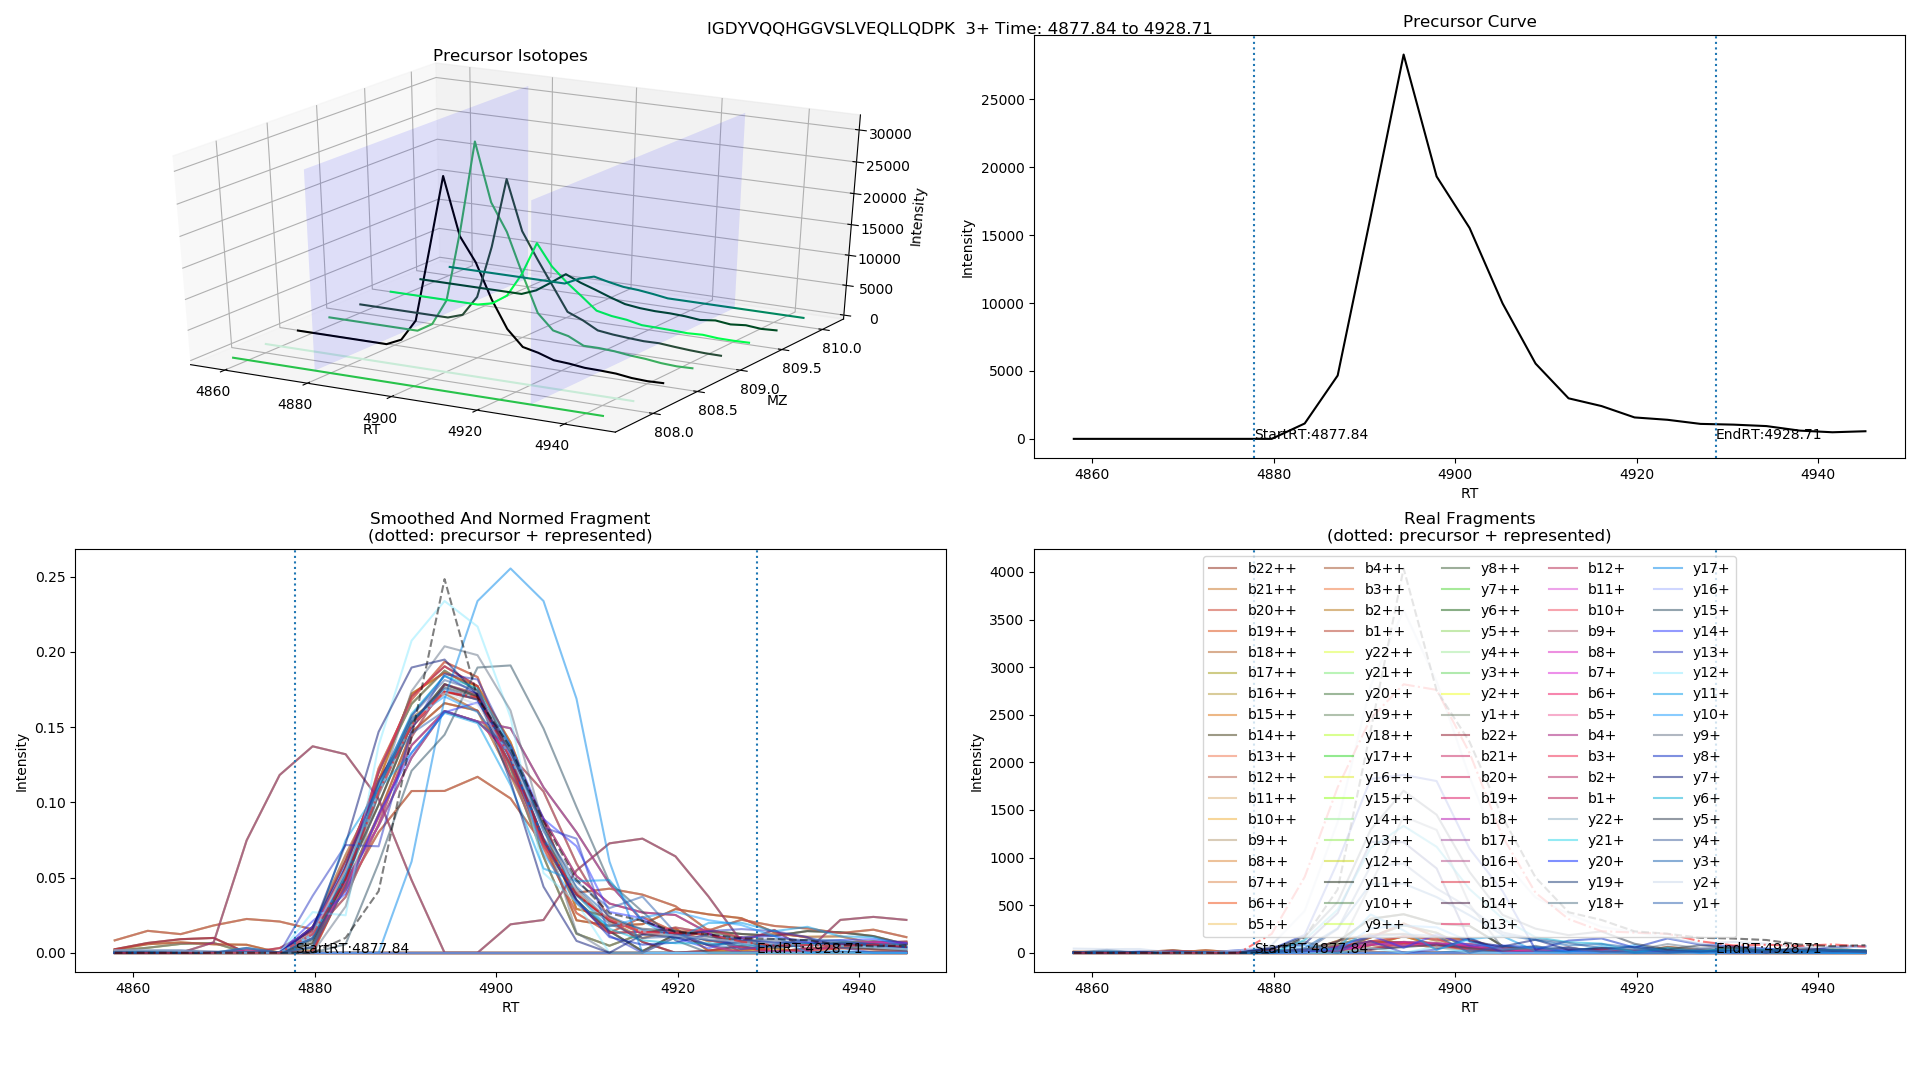 IGDYVQQHGGVSLVEQLLQDPK  3+ Time: 4877.84 to 4928.71
Precursor Isotopes
30000
25000
20000
15000
10000
5000
0
Intensity
4860
4880
4900
4920
4940
RT
808.0
808.5
809.0
809.5
810.0
MZ
Precursor Curve
25000
20000
15000
10000
5000
0
Intensity
StartRT:4877.84
EndRT:4928.71
4860
4880
4900
4920
4940
RT
Smoothed And Normed Fragment
(dotted: precursor + represented)
0.25
0.20
0.15
0.10
0.05
0.00
Intensity
StartRT:4877.84
EndRT:4928.71
4860
4880
4900
4920
4940
RT
Real Fragments
(dotted: precursor + represented)
4000
3500
3000
2500
2000
1500
1000
500
0
Intensity
b22++
b21++
b20++
b19++
b18++
b17++
b16++
b15++
b14++
b13++
b12++
b11++
b10++
b9++
b8++
b7++
b6++
b5++
b4++
b3++
b2++
b1++
y22++
y21++
y20++
y19++
y18++
y17++
y16++
y15++
y14++
y13++
y12++
y11++
y10++
y9++
y8++
y7++
y6++
y5++
y4++
y3++
y2++
y1++
b22+
b21+
b20+
b19+
b18+
b17+
b16+
b15+
b14+
b13+
b12+
b11+
b10+
b9+
b8+
b7+
b6+
b5+
b4+
b3+
b2+
b1+
y22+
y21+
y20+
y19+
y18+
y17+
y16+
y15+
y14+
y13+
y12+
y11+
y10+
y9+
y8+
y7+
y6+
y5+
y4+
y3+
y2+
y1+
StartRT:4877.84
EndRT:4928.71
4860
4880
4900
4920
4940
RT